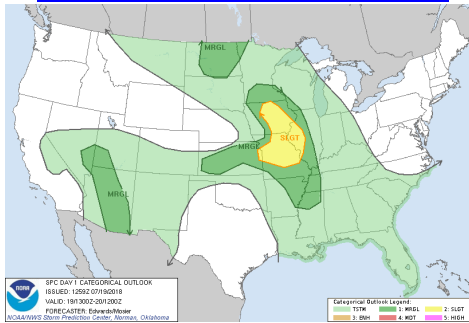 MRGL
SLGT
MRGL
MRGL
NOAA
SPC DAY 1 CATEGORICAL OUTLOOK
ISSUED: 1259Z 07/19/2018
VALID: 19/1300Z-20/1200Z
FORECASTER: Edwards/Mosier
NOAA/NWS Storm Prediction Center, Norman, Oklahoma
Categorical Outlook Legend:
TSTM 1: MRGL 2: SLGT
3: ENH 4: MDT 5: HIGH